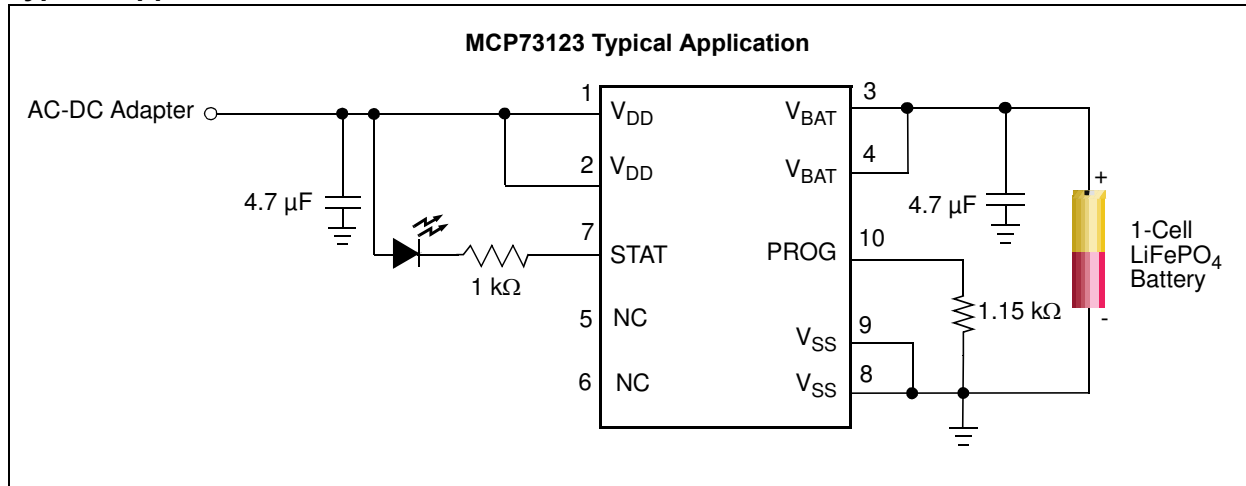 MCP73123 Typical Application
AC-DC Adapter
4.7 µF
1 kΩ
1
V_DD
2
V_DD
7
STAT
5
NC
6
NC
3
V_BAT
4
V_BAT
10
PROG
9
V_SS
8
V_SS
4.7 µF
1.15 kΩ
+
1-Cell
LiFePO4
Battery
-